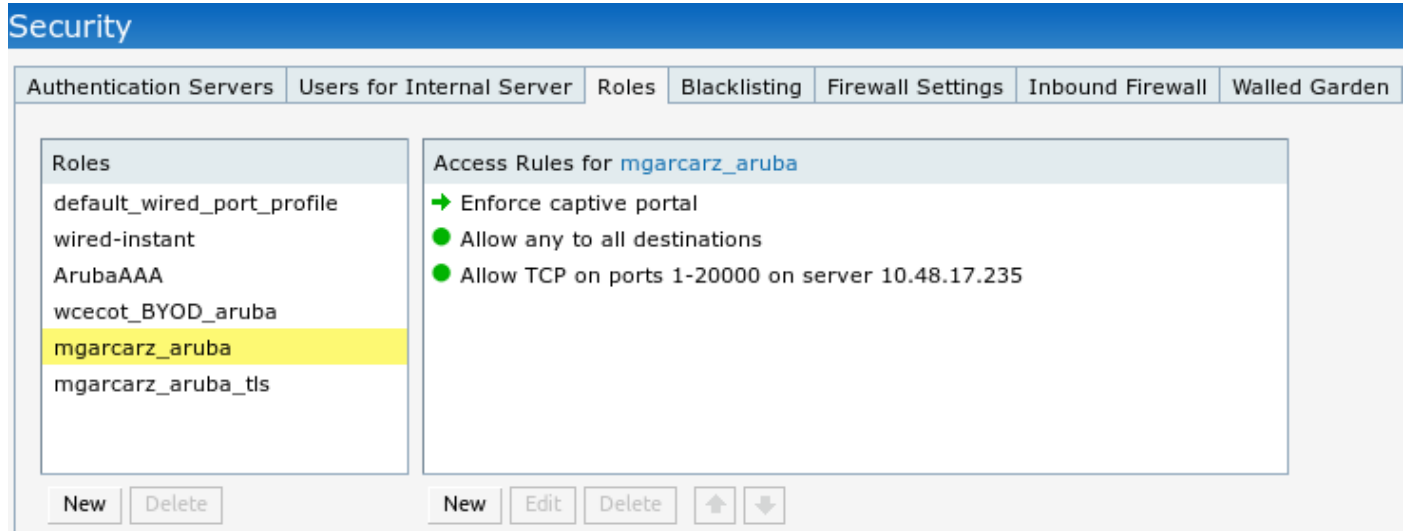 Security
Authentication Servers Users for Internal Server Roles Blacklisting Firewall Settings Inbound Firewall Walled Garden
Roles
default_wired_port_profile
wired-instant
ArubaAAA
wcecot_BYOD_aruba
mgarcarz_aruba
mgarcarz_aruba_tls
New Delete
Access Rules for mgarcarz_aruba
Enforce captive portal
Allow any to all destinations
Allow TCP on ports 1-20000 on server 10.48.17.235
New Edit Delete